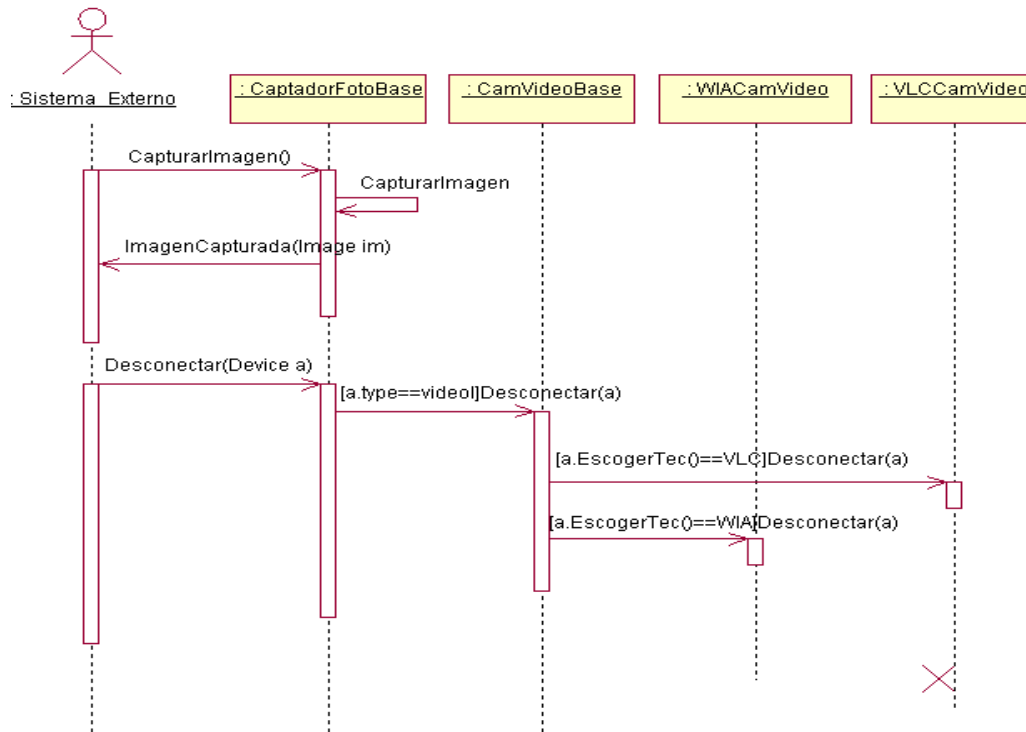 : Sistema_Externo
: CaptadorFotoBase
: CamVideoBase
: WIACamVideo
: VLCCamVideo
CapturarImagen()
CapturarImagen
ImagenCapturada(Image im)
Desconectar(Device a)
[a.type==videoI]Desconectar(a)
[a.EscogerTec()==VLC]Desconectar(a)
[a.EscogerTec()==WIA]Desconectar(a)